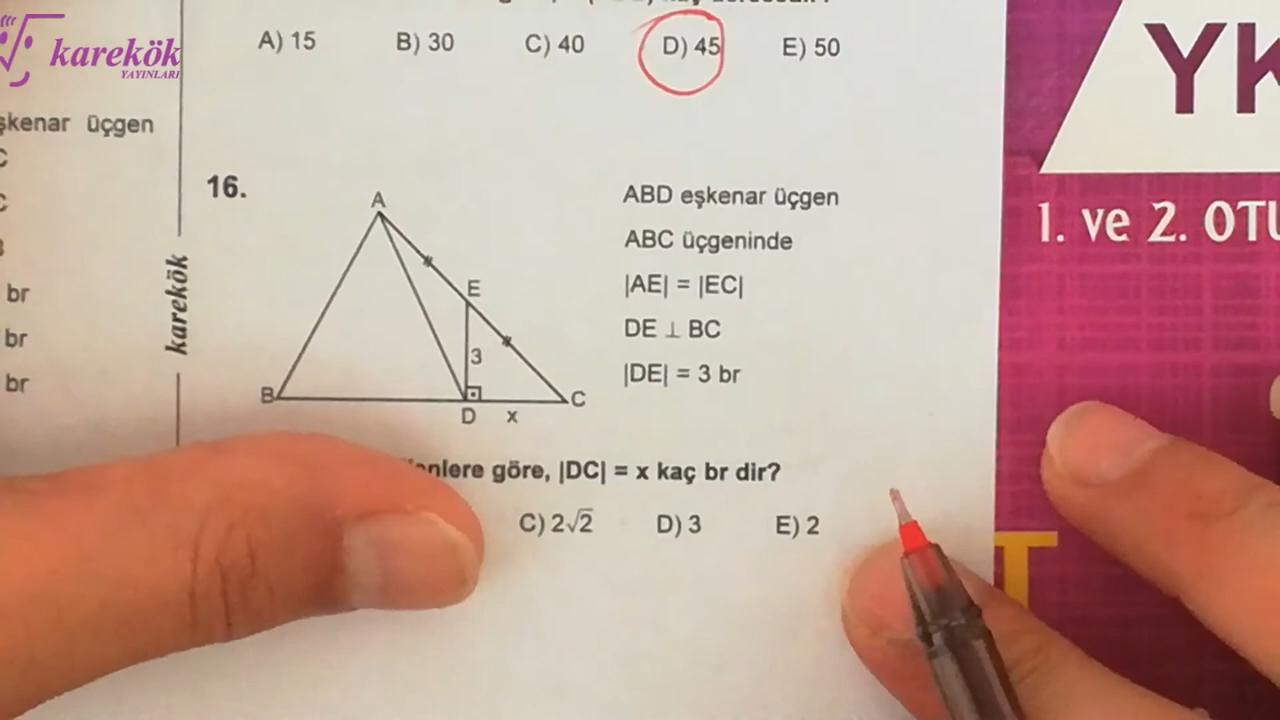 karekök
YAYINLARI
A) 15 B) 30 C) 40 D) 45 E) 50
şkenar üçgen
br
br
br
karekök
16.
A
E
3
B
D
x
C
ABD eşkenar üçgen
ABC üçgeninde
|AE| = |EC|
DE ⊥ BC
|DE| = 3 br
göre, |DC| = x kaç br dir?
C) 2√2 D) 3 E) 2
YK
1. ve 2. OTU
T